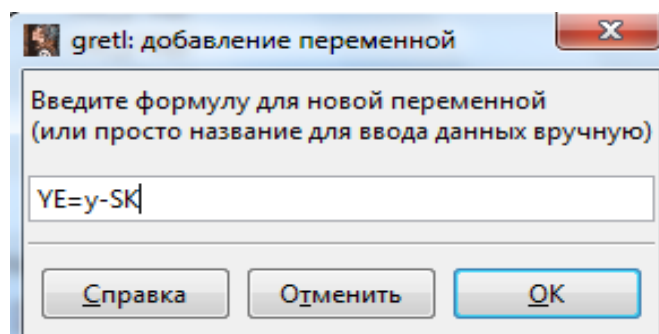 gretl: добавление переменной
Введите формулу для новой переменной
(или просто название для ввода данных вручную)
YE=y-SK
Справка
Отменить
OK